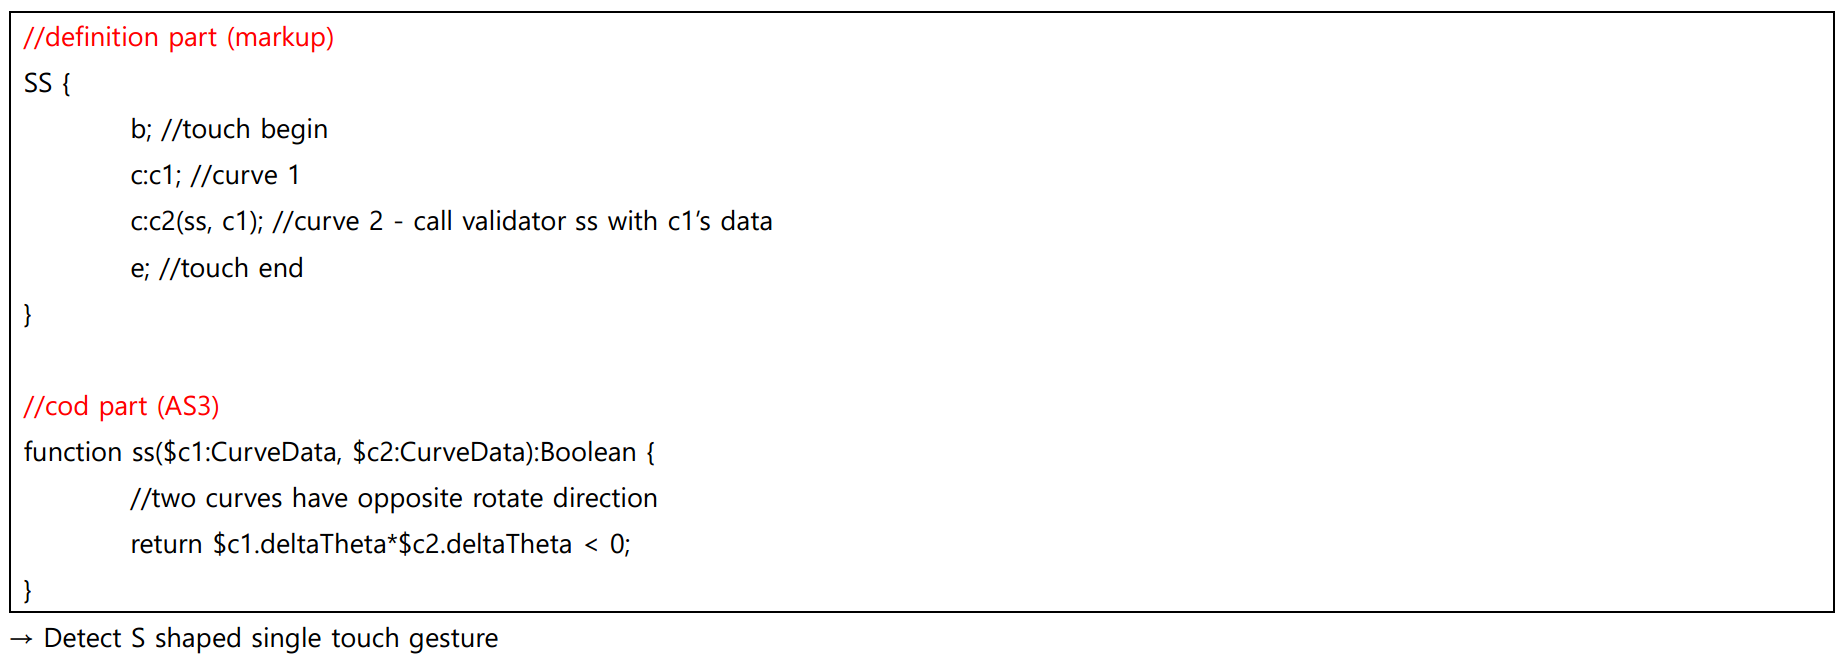 //definition part (markup)
SS {
b; //touch begin
c:c1; //curve 1
c:c2(ss, c1); //curve 2 - call validator ss with c1’s data
e; //touch end
}
//cod part (AS3)
function ss($c1:CurveData, $c2:CurveData):Boolean {
//two curves have opposite rotate direction
return $c1.deltaTheta*$c2.deltaTheta < 0;
}
→ Detect S shaped single touch gesture